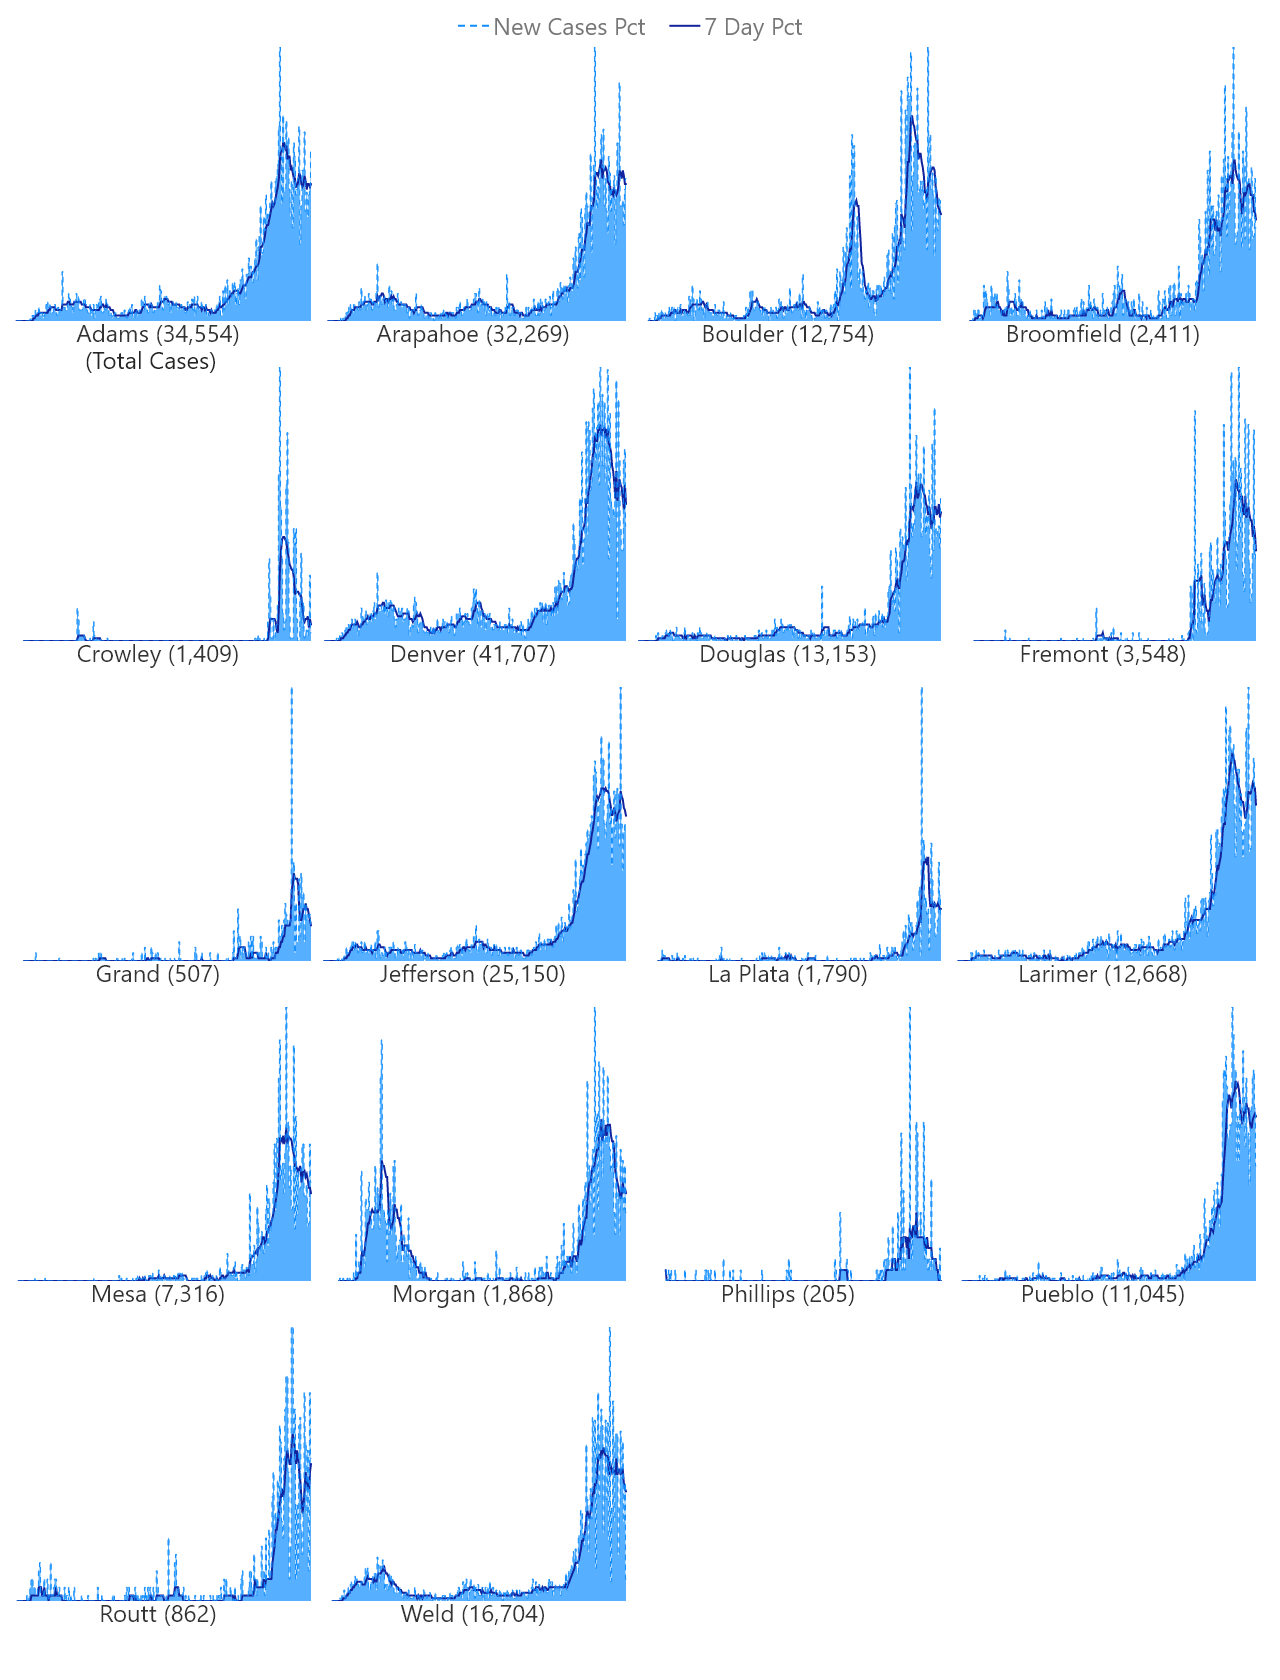 New Cases Pct 7 Day Pct
Adams (34,554) Arapahoe (32,269) Boulder (12,754) Broomfield (2,411)
(Total Cases)
Crowley (1,409) Denver (41,707) Douglas (13,153) Fremont (3,548)
Grand (507) Jefferson (25,150) La Plata (1,790) Larimer (12,668)
Mesa (7,316) Morgan (1,868) Phillips (205) Pueblo (11,045)
Routt (862) Weld (16,704)